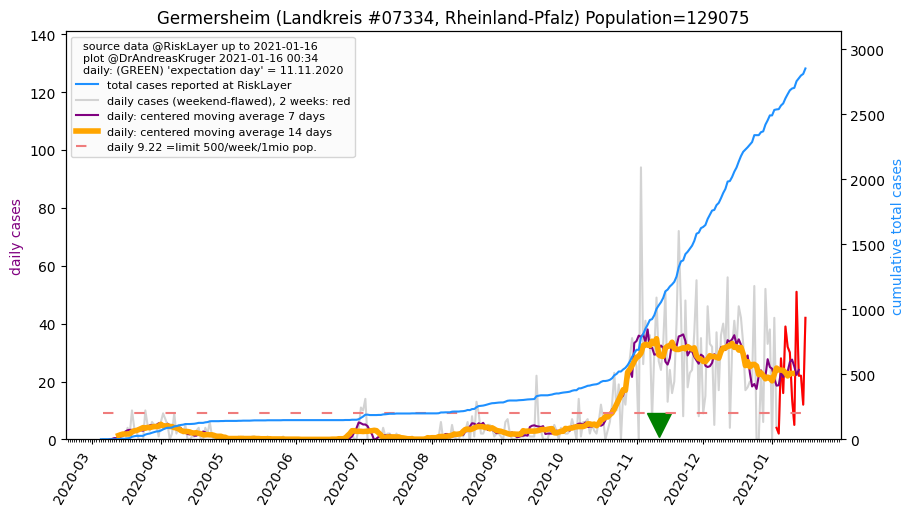 Germersheim (Landkreis #07334, Rheinland-Pfalz) Population=129075
source data @RiskLayer up to 2021-01-16
plot @DrAndreasKruger 2021-01-16 00:34
daily: (GREEN) 'expectation day' = 11.11.2020
total cases reported at RiskLayer
daily cases (weekend-flawed), 2 weeks: red
daily: centered moving average 7 days
daily: centered moving average 14 days
daily 9.22 =limit 500/week/1mio pop.
daily cases
140
120
100
80
60
40
20
0
cumulative total cases
3000
2500
2000
1500
1000
500
0
2020-03
2020-04
2020-05
2020-06
2020-07
2020-08
2020-09
2020-10
2020-11
2020-12
2021-01